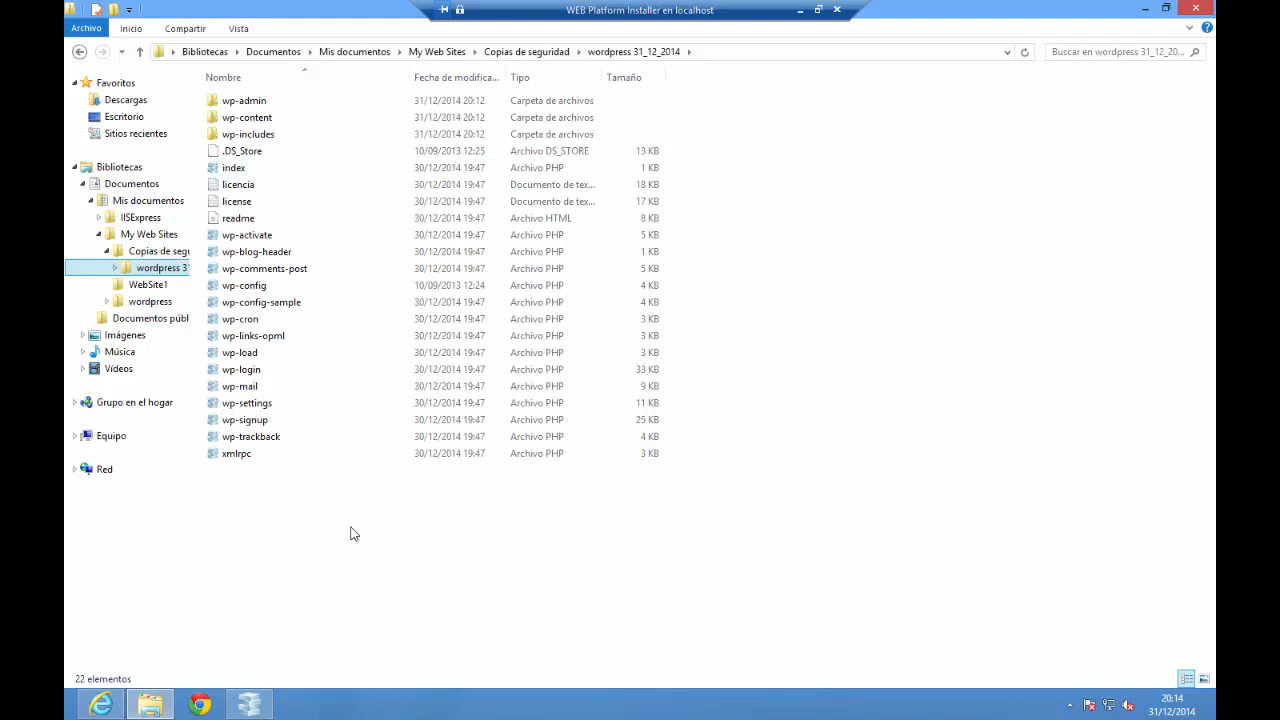 WEB Platform Installer en localhost
Archivo Inicio Compartir Vista
Bibliotecas Documentos Mis documentos My Web Sites Copias de seguridad wordpress 31_12_2014
Buscar en wordpress 31_12_20...
Nombre Fecha de modifica... Tipo Tamaño
Favoritos
Descargas
Escritorio
Sitios recientes
Bibliotecas
Documentos
Mis documentos
IISExpress
My Web Sites
Copias de segu
wordpress 31
WebSite1
wordpress
Documentos públ
Imágenes
Música
Vídeos
Grupo en el hogar
Equipo
Red
wp-admin 31/12/2014 20:12 Carpeta de archivos
wp-content 31/12/2014 20:12 Carpeta de archivos
wp-includes 31/12/2014 20:12 Carpeta de archivos
.DS_Store 10/09/2013 12:25 Archivo DS_STORE 13 KB
index 30/12/2014 19:47 Archivo PHP 1 KB
licencia 30/12/2014 19:47 Documento de tex... 18 KB
license 30/12/2014 19:47 Documento de tex... 17 KB
readme 30/12/2014 19:47 Archivo HTML 8 KB
wp-activate 30/12/2014 19:47 Archivo PHP 5 KB
wp-blog-header 30/12/2014 19:47 Archivo PHP 1 KB
wp-comments-post 30/12/2014 19:47 Archivo PHP 5 KB
wp-config 10/09/2013 12:24 Archivo PHP 4 KB
wp-config-sample 30/12/2014 19:47 Archivo PHP 4 KB
wp-cron 30/12/2014 19:47 Archivo PHP 3 KB
wp-links-opml 30/12/2014 19:47 Archivo PHP 3 KB
wp-load 30/12/2014 19:47 Archivo PHP 3 KB
wp-login 30/12/2014 19:47 Archivo PHP 33 KB
wp-mail 30/12/2014 19:47 Archivo PHP 9 KB
wp-settings 30/12/2014 19:47 Archivo PHP 11 KB
wp-signup 30/12/2014 19:47 Archivo PHP 25 KB
wp-trackback 30/12/2014 19:47 Archivo PHP 4 KB
xmlrpc 30/12/2014 19:47 Archivo PHP 3 KB
22 elementos
20:14
31/12/2014